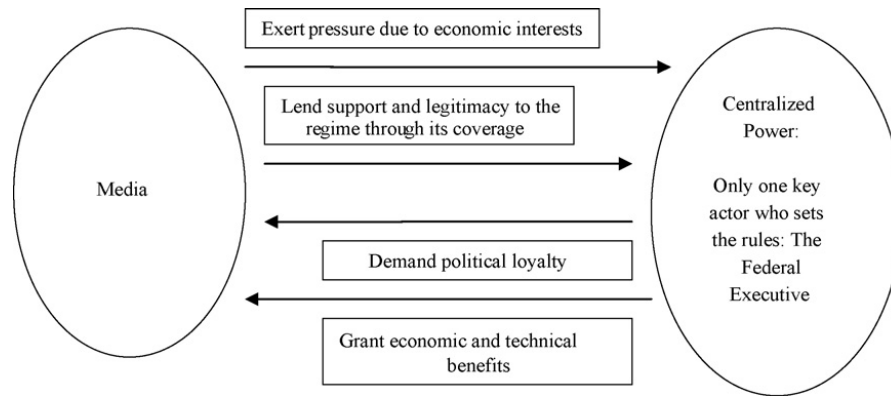 Exert pressure due to economic interests
Lend support and legitimacy to the
regime through its coverage
Media
Centralized
Power:
Only one key
actor who sets
the rules: The
Federal
Executive
Demand political loyalty
Grant economic and technical
benefits